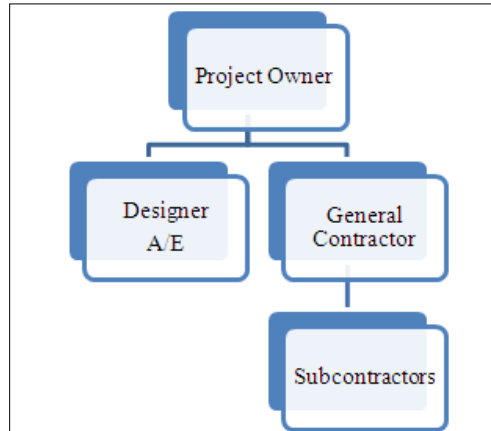 Project Owner
Designer
A/E
General
Contractor
Subcontractors